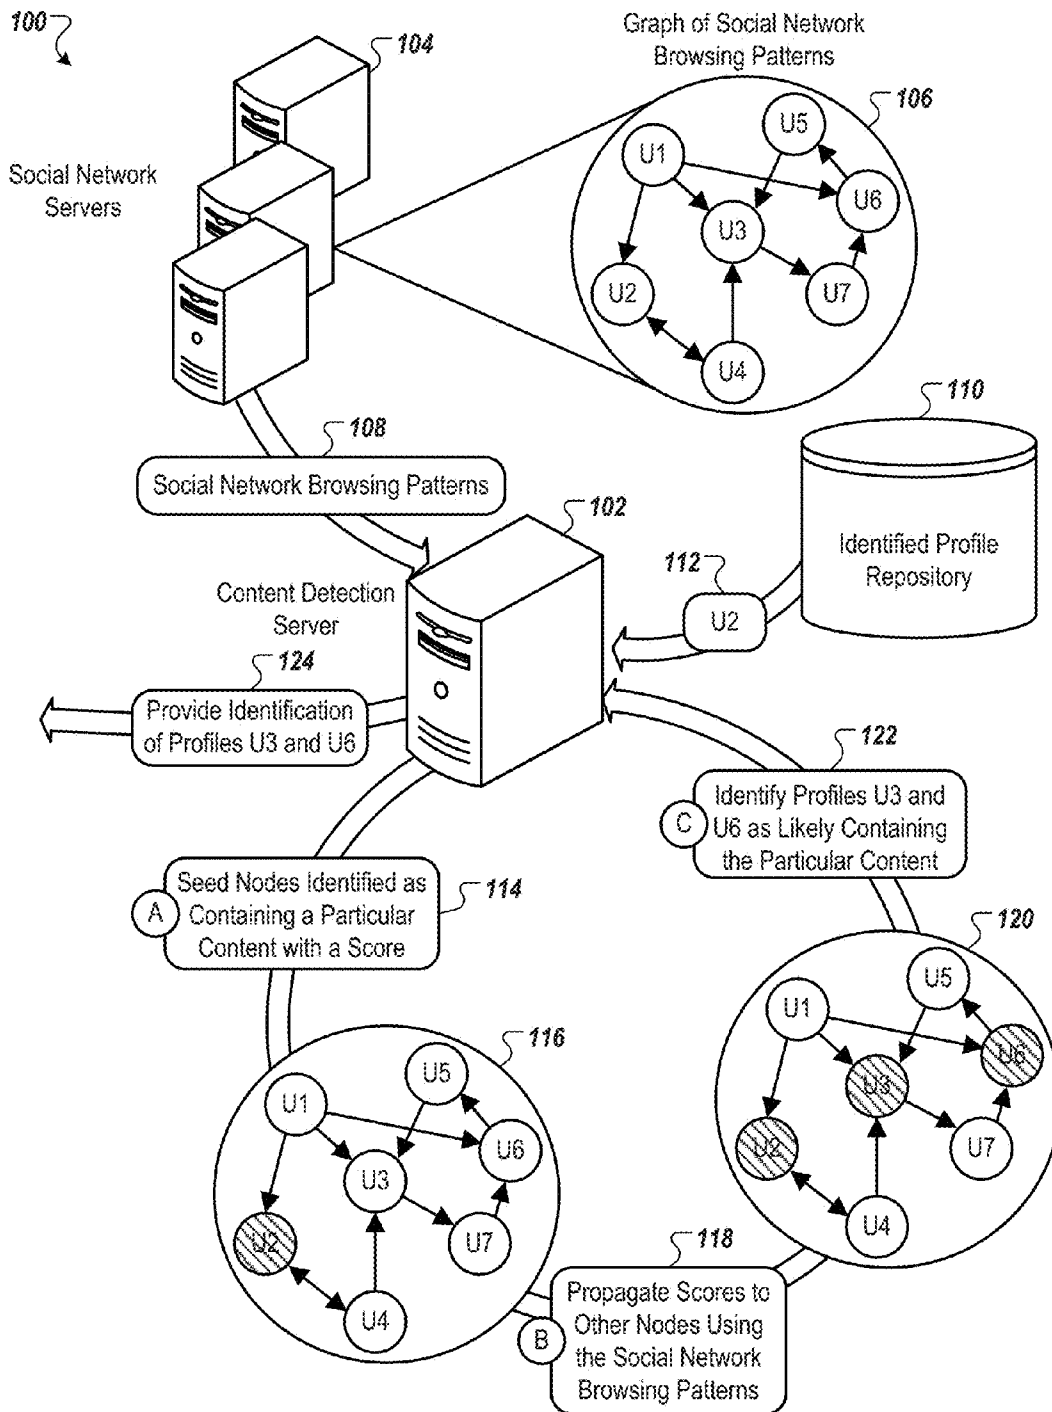 100
104
Graph of Social Network
Browsing Patterns
106
Social Network
Servers
U1
U5
U6
U3
U2
U7
U4
108
Social Network Browsing Patterns
110
Identified Profile
Repository
102
112
U2
Content Detection
Server
124
Provide Identification
of Profiles U3 and U6
122
C
Identify Profiles U3 and
U6 as Likely Containing
the Particular Content
A
Seed Nodes Identified as
Containing a Particular
Content with a Score
114
120
U1
U5
U6
U3
U2
U7
U4
116
U1
U5
U6
U3
U2
U7
U4
118
B
Propagate Scores to
Other Nodes Using
the Social Network
Browsing Patterns